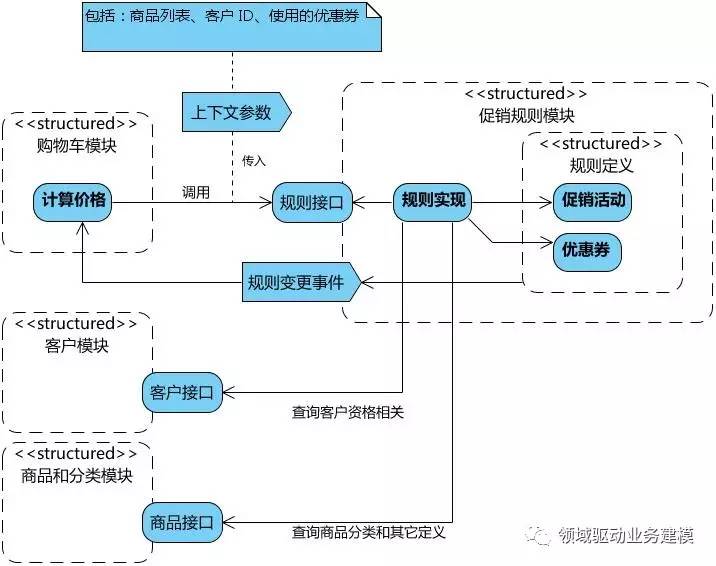 包括：商品列表、客户 ID、使用的优惠券
上下文参数
<<structured>>
促销规则模块
<<structured>>
购物车模块
<<structured>>
规则定义
传入
计算价格
调用
规则接口
规则实现
促销活动
优惠券
规则变更事件
<<structured>>
客户模块
客户接口
查询客户资格相关
<<structured>>
商品和分类模块
商品接口
查询商品分类和其它定义
领域驱动业务建模